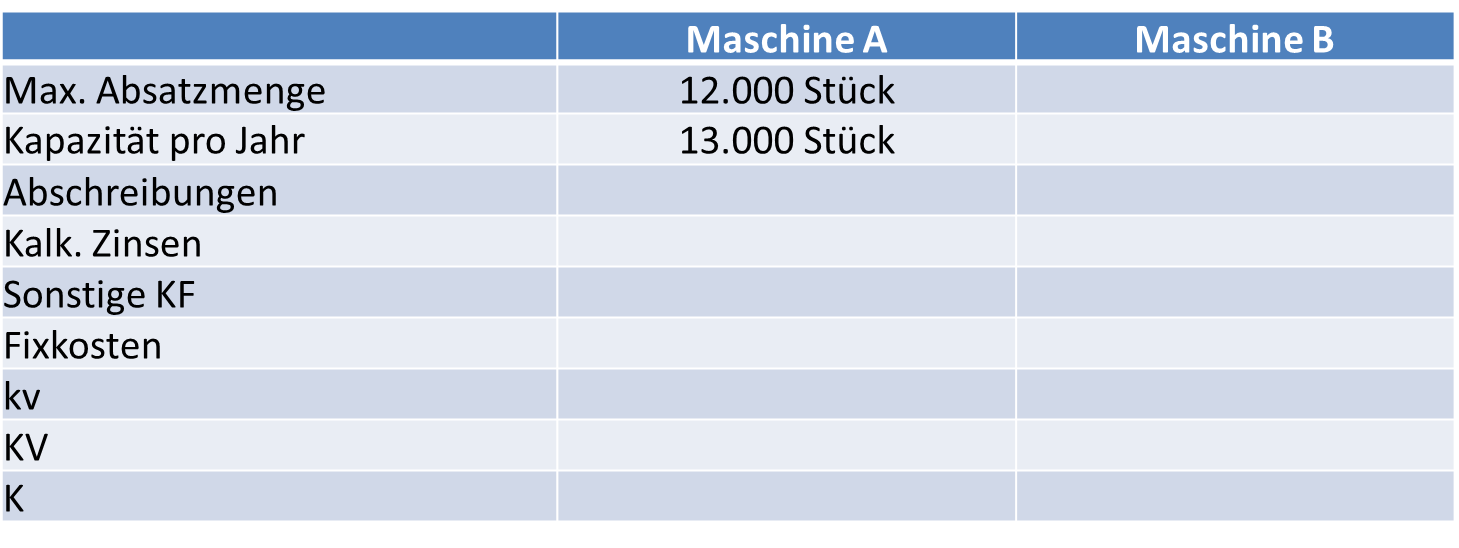 Maschine A Maschine B
Max. Absatzmenge 12.000 Stück
Kapazität pro Jahr 13.000 Stück
Abschreibungen
Kalk. Zinsen
Sonstige KF
Fixkosten
kv
KV
K